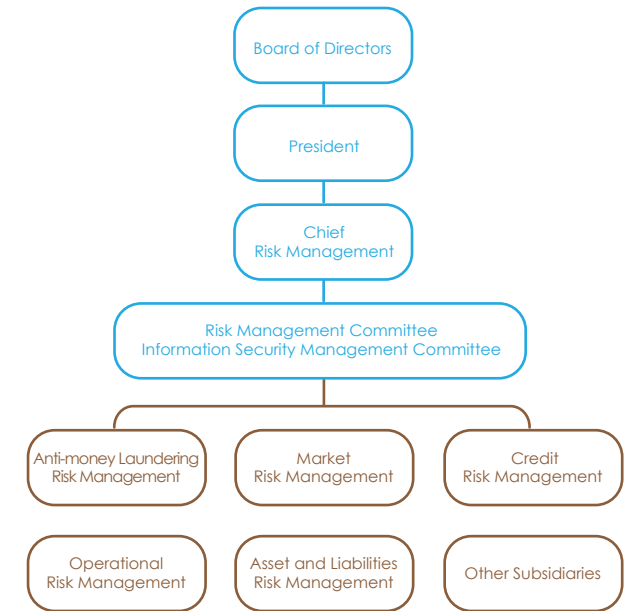 Board of Directors
President
Chief
Risk Management
Risk Management Committee
Information Security Management Committee
Anti-money Laundering
Risk Management
Market
Risk Management
Credit
Risk Management
Operational
Risk Management
Asset and Liabilities
Risk Management
Other Subsidiaries